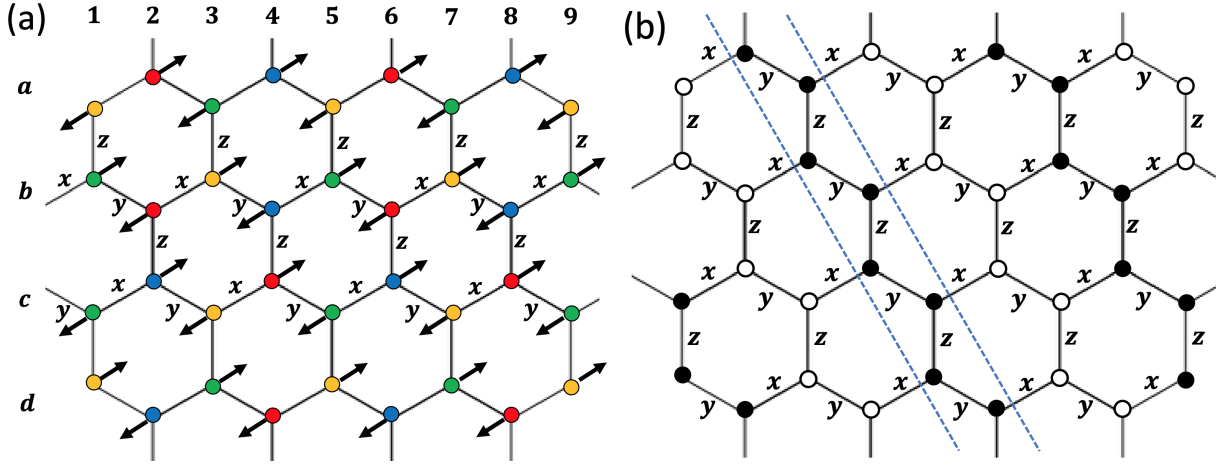 (a) 1 2 3 4 5 6 7 8 9
a
z z z z z
x x x x x
b
y y y y
z z z z
x x x x
c
y y y y y
d
(b)
x x x x
y y y y
z z z z z
x x x x
y y y y
z z z z
x x x x
y y y y
z z z z z
x x x x
y y y y